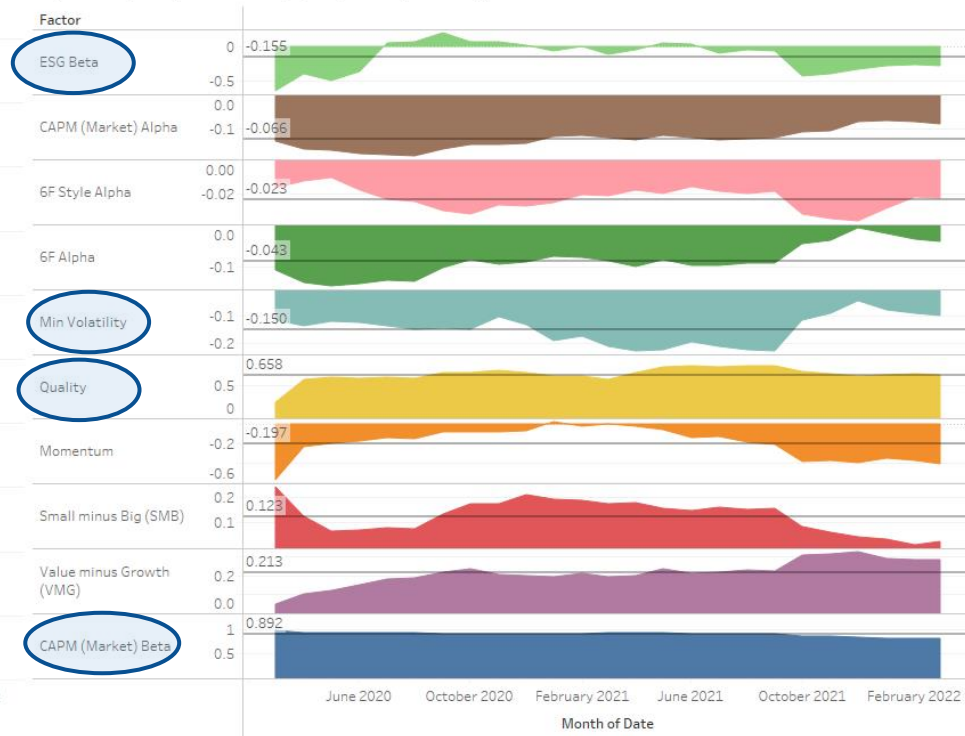 Factor
ESG Beta
0
-0.5
-0.155
CAPM (Market) Alpha
0.0
-0.1
-0.066
6F Style Alpha
0.00
-0.02
-0.023
6F Alpha
0.0
-0.1
-0.043
Min Volatility
-0.1
-0.2
-0.150
Quality
0.5
0
0.658
Momentum
-0.2
-0.6
-0.197
Small minus Big (SMB)
0.2
0.1
0.123
Value minus Growth
(VMG)
0.2
0.0
0.213
CAPM (Market) Beta
1
0.5
0.892
June 2020 October 2020 February 2021 June 2021 October 2021 February 2022
Month of Date